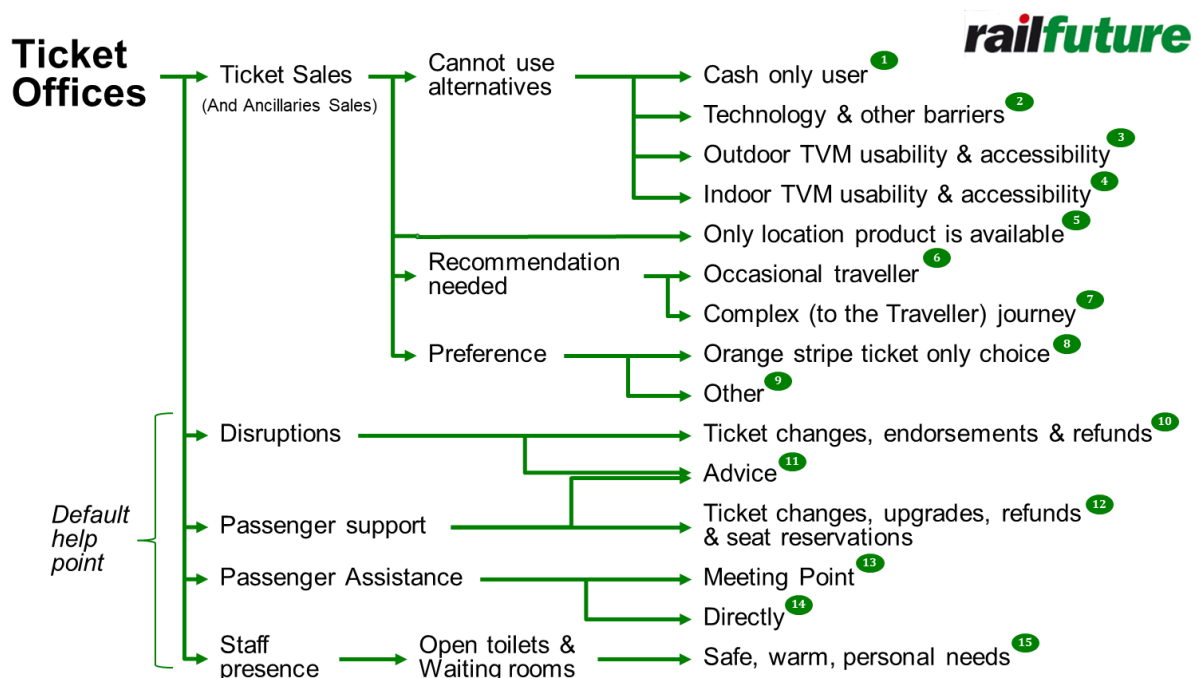 railfuture
Ticket
Offices
Ticket Sales
(And Ancillaries Sales)
Cannot use
alternatives
Cash only user 1
Technology & other barriers 2
Outdoor TVM usability & accessibility 3
Indoor TVM usability & accessibility 4
Only location product is available 5
Recommendation
needed
Occasional traveller 6
Complex (to the Traveller) journey 7
Preference
Orange stripe ticket only choice 8
Other 9
Default
help
point
Disruptions
Ticket changes, endorsements & refunds 10
Advice 11
Passenger support
Ticket changes, upgrades, refunds 12
& seat reservations
Passenger Assistance
Meeting Point 13
Directly 14
Staff
presence
Open toilets &
Waiting rooms
Safe, warm, personal needs 15